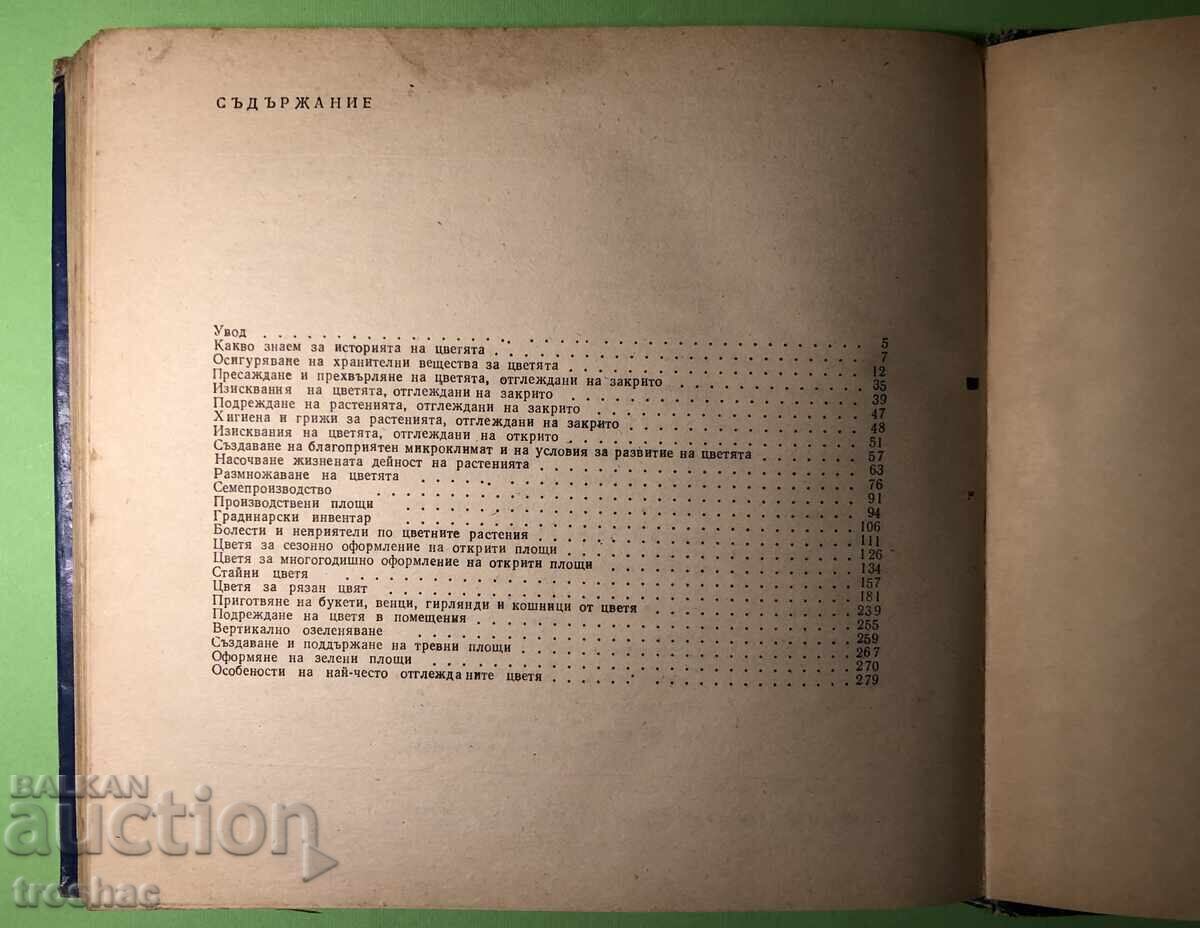 СЪДЪРЖАНИЕ
Увод . . . . . . . . . . 5
Какво знаем за историята на цветята . . . . . . . . . . 7
Осигуряване на хранителни вещества за цветята . . . . . . . . . . 12
Пресаждане и прехвърляне на цветята, отглеждани на закрито . . . . . . . . . . 35
Изисквания на цветята, отглеждани на закрито . . . . . . . . . . 39
Подреждане на растенията, отглеждани на закрито . . . . . . . . . . 47
Хигиена и грижи за растенията, отглеждани на закрито . . . . . . . . . . 48
Изисквания на цветята, отглеждани на открито . . . . . . . . . . 51
Създаване на благоприятен микроклимат и на условия за развитие на цветята . . . . . . . 57
Насочване жизнената дейност на растенията . . . . . . . . . . 63
Размножаване на цветята . . . . . . . . . . 76
Семепроизводство . . . . . . . . . . 91
Производствени площи . . . . . . . . . . 94
Градинарски инвентар . . . . . . . . . . 106
Болести и неприятели по цветните растения . . . . . . . . . . 111
Цветя за сезонно оформление на открити площи . . . . . . . . . . 126
Цветя за многогодишно оформление на открити площи . . . . . . . . . . 134
Стайни цветя . . . . . . . . . . 157
Цветя за рязан цвят . . . . . . . . . . 181
Приготвяне на букети, венци, гирлянди и кошници от цветя . . . . . . . . . . 239
Подреждане на цветя в помещения . . . . . . . . . . 255
Вертикално озеленяване . . . . . . . . . . 259
Създаване и поддържане на тревни площи . . . . . . . . . . 267
Оформяне на зелени площи . . . . . . . . . . 270
Особености на най-често отглежданите цветя . . . . . . . . . . 279
BALKAN
auction
troshac